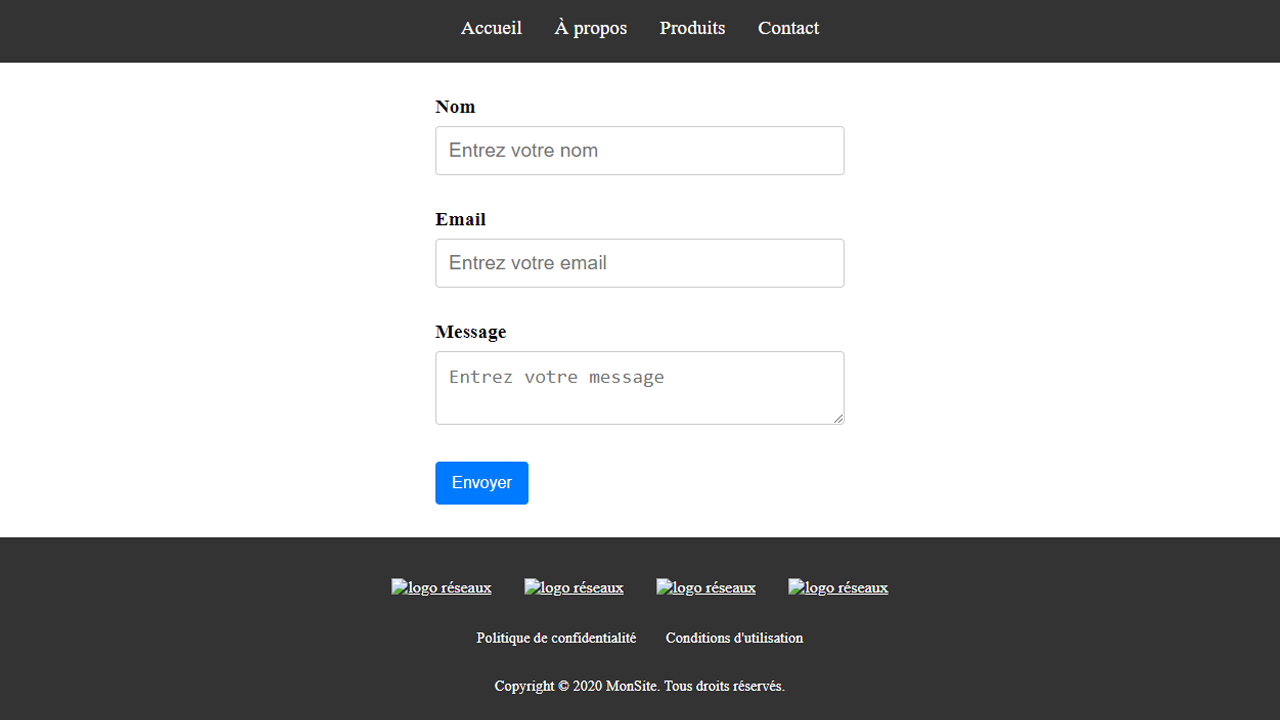 Accueil À propos Produits Contact
Nom
Entrez votre nom
Email
Entrez votre email
Message
Entrez votre message
Envoyer
logo réseaux logo réseaux logo réseaux logo réseaux
Politique de confidentialité Conditions d'utilisation
Copyright © 2020 MonSite. Tous droits réservés.